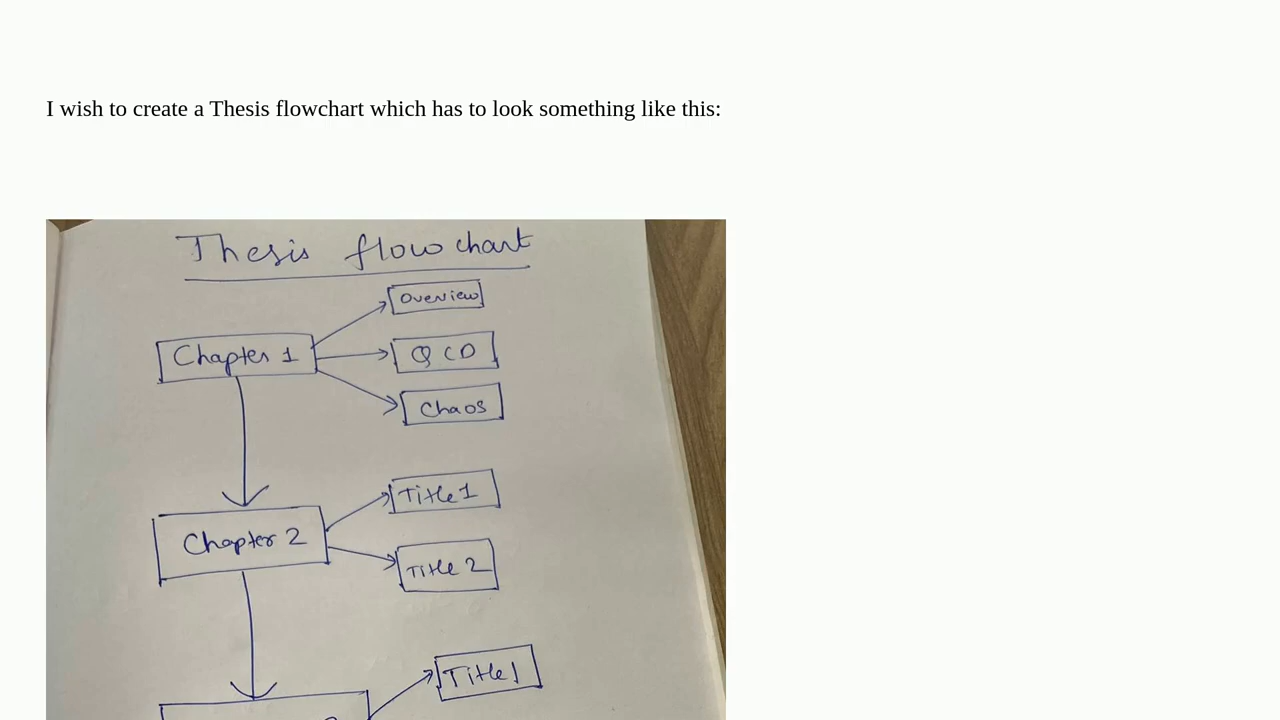 I wish to create a Thesis flowchart which has to look something like this:
Thesis flow chart
Overview
Chapter 1
QCD
Chaos
Title 1
Chapter 2
Title 2
Title 1